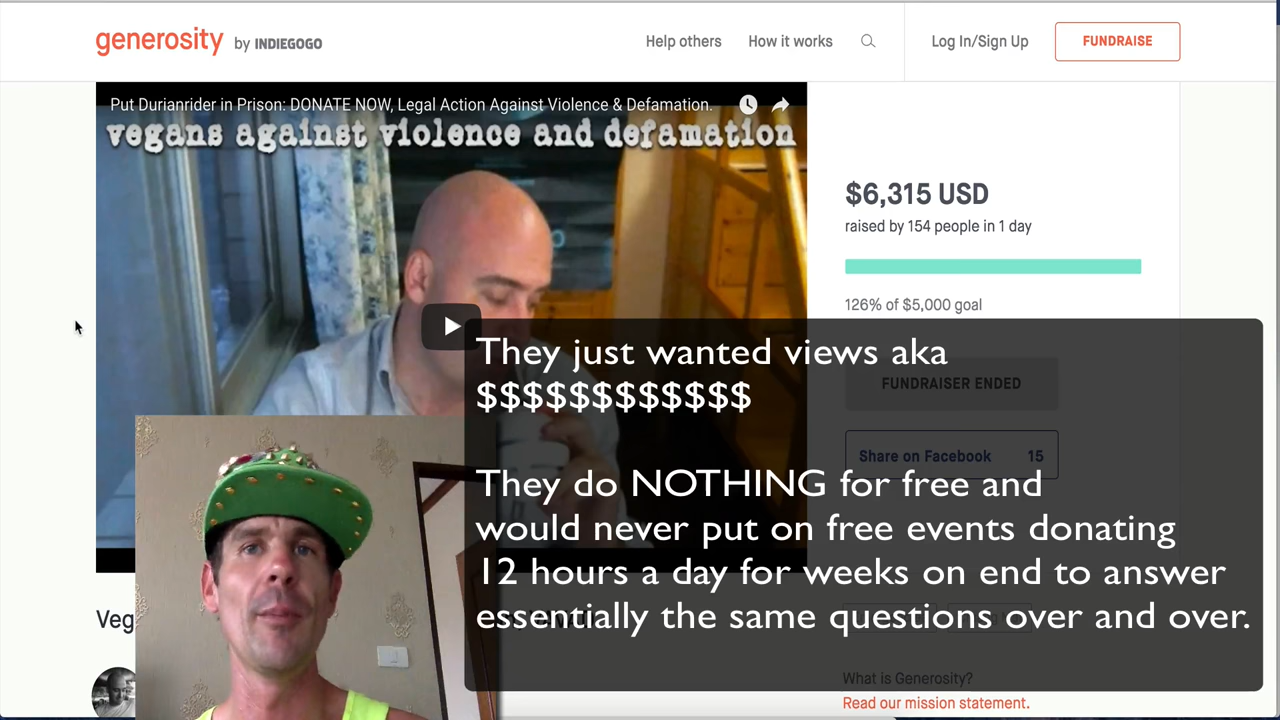 generosity by INDIEGOGO
Help others
How it works
Log In/Sign Up
FUNDRAISE
Put Durianrider in Prison: DONATE NOW, Legal Action Against Violence & Defamation.
vegans against violence and defamation
$6,315 USD
raised by 154 people in 1 day
126% of $5,000 goal
FUNDRAISER ENDED
Share on Facebook 15
They just wanted views aka
$$$$$$$$$$$$
They do NOTHING for free and
would never put on free events donating
12 hours a day for weeks on end to answer
essentially the same questions over and over.
Veg
What is Generosity?
Read our mission statement.